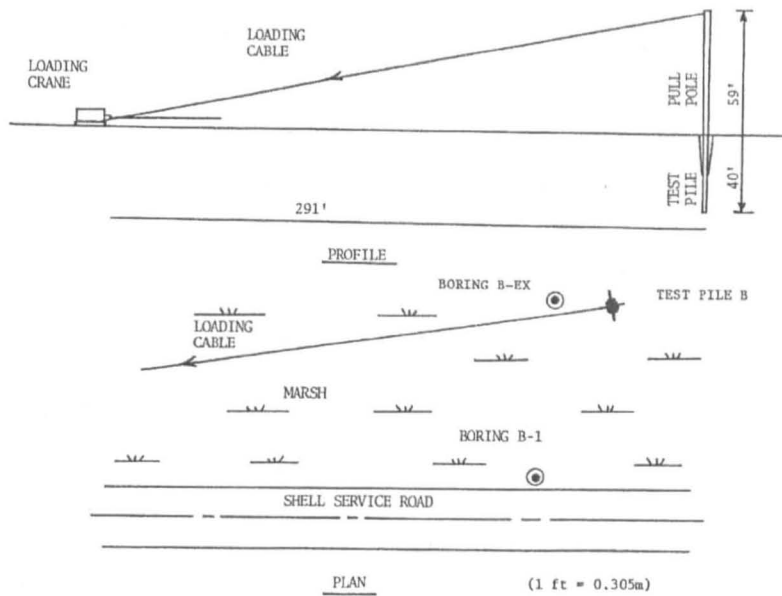 LOADING
CABLE
LOADING
CRANE
PULL
POLE
59'
TEST
PILE
40'
291'
PROFILE
BORING B-EX
TEST PILE B
LOADING
CABLE
MARSH
BORING B-1
SHELL SERVICE ROAD
PLAN
(1 ft = 0.305m)